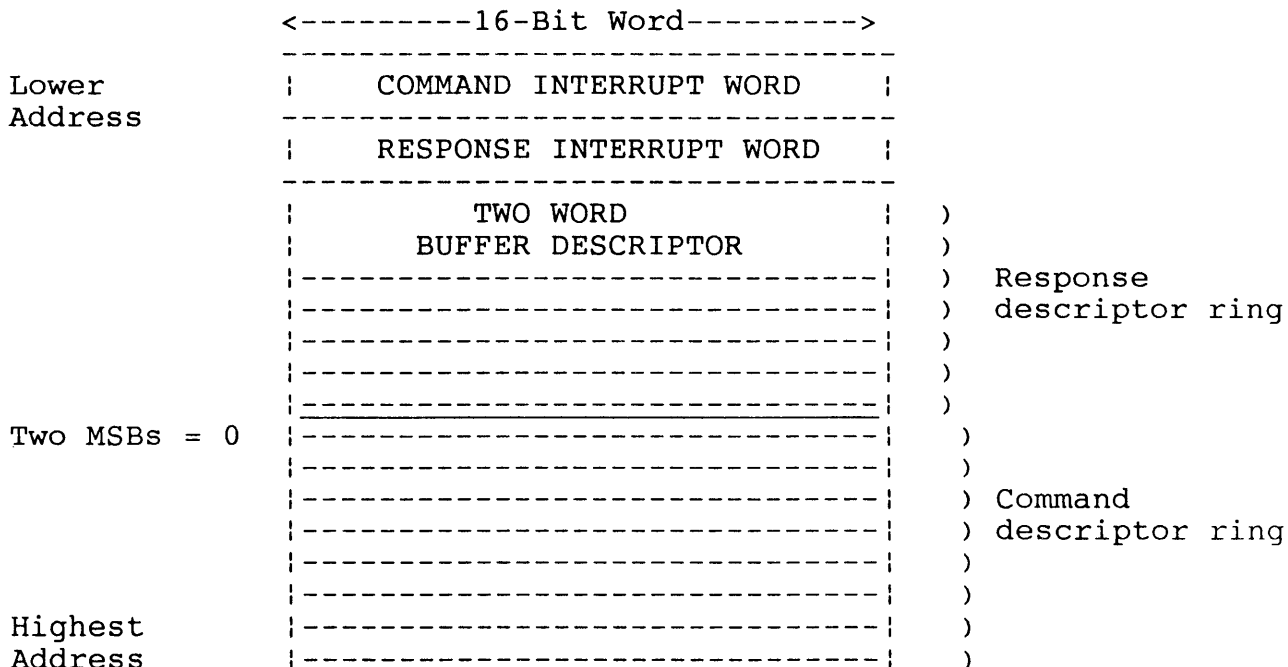 <---------16-Bit Word--------->
--------------------------------
Lower ¦ COMMAND INTERRUPT WORD ¦
Address --------------------------------
¦ RESPONSE INTERRUPT WORD ¦
--------------------------------
¦ TWO WORD ¦ )
¦ BUFFER DESCRIPTOR ¦ )
¦------------------------------¦ ) Response
¦------------------------------¦ ) descriptor ring
¦------------------------------¦ )
¦------------------------------¦ )
¦------------------------------¦ )
Two MSBs = 0 ¦------------------------------¦ )
¦------------------------------¦ )
¦------------------------------¦ ) Command
¦------------------------------¦ ) descriptor ring
¦------------------------------¦ )
¦------------------------------¦ )
Highest ¦------------------------------¦ )
Address ¦------------------------------¦ )